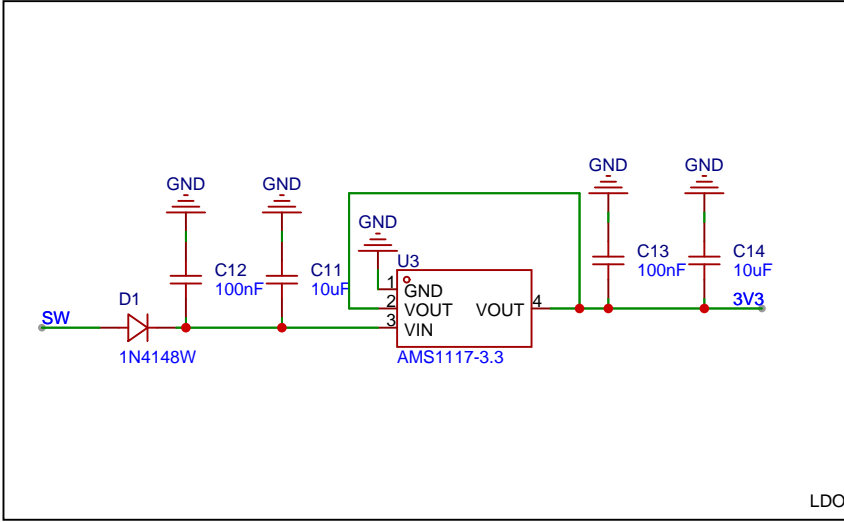 GND
GND
GND
GND
GND
U3
C12
100nF
C11
10uF
C13
100nF
C14
10uF
1
GND
2
VOUT
VOUT
4
3
VIN
SW
D1
1N4148W
AMS1117-3.3
3V3
LDO